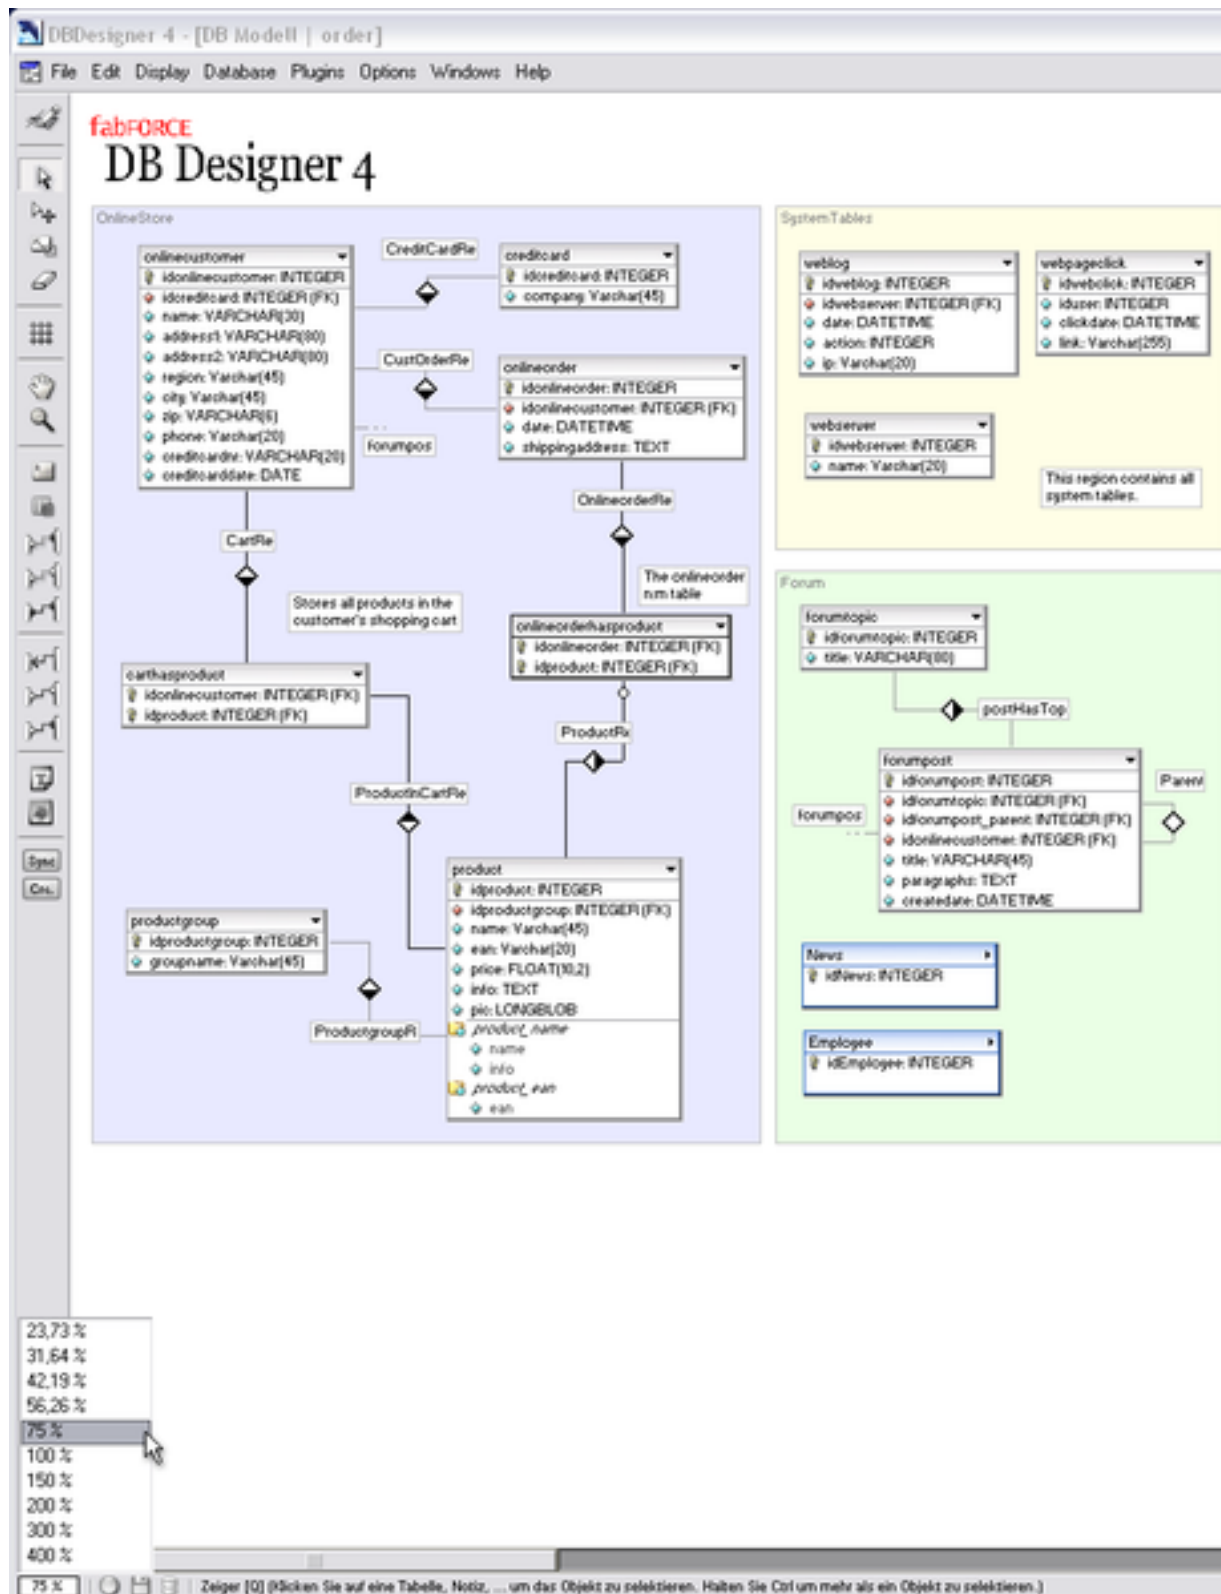 DBDesigner 4 - [DB Modell | order]
File Edit Display Database Plugins Options Windows Help
fabFORCE
DB Designer 4
OnlineStore
onlinecustomer
idonlinecustomer: INTEGER
idcreditcard: INTEGER (FK)
name: VARCHAR(30)
address1: VARCHAR(80)
address2: VARCHAR(80)
region: Varchar(45)
city: Varchar(45)
zip: VARCHAR(6)
phone: Varchar(20)
creditcardnr: VARCHAR(20)
creditcarddate: DATE
CreditCardRe
creditcard
idcreditcard: INTEGER
company: Varchar(45)
CustOrderRe
forumpos
onlineorder
idonlineorder: INTEGER
idonlinecustomer: INTEGER (FK)
date: DATETIME
shippingaddress: TEXT
OnlineorderRe
CartRe
Stores all products in the
customer's shopping cart
The onlineorder
n:m table
onlineorderhasproduct
idonlineorder: INTEGER (FK)
idproduct: INTEGER (FK)
carthasproduct
idonlinecustomer: INTEGER (FK)
idproduct: INTEGER (FK)
ProductRe
ProductInCartRe
product
idproduct: INTEGER
idproductgroup: INTEGER (FK)
name: Varchar(45)
ean: Varchar(20)
price: FLOAT(10,2)
info: TEXT
pic: LONGBLOB
product_name
name
info
product_ean
ean
productgroup
idproductgroup: INTEGER
groupname: Varchar(45)
ProductgroupR
SystemTables
weblog
idweblog: INTEGER
idwebserver: INTEGER (FK)
date: DATETIME
action: INTEGER
ip: Varchar(20)
webpageclick
idwebclick: INTEGER
iduser: INTEGER
clickdate: DATETIME
link: Varchar(255)
webserver
idwebserver: INTEGER
name: Varchar(20)
This region contains all
system tables.
Forum
forumtopic
idforumtopic: INTEGER
title: VARCHAR(80)
postHasTop
forumpost
idforumpost: INTEGER
idforumtopic: INTEGER (FK)
idforumpost_parent: INTEGER (FK)
idonlinecustomer: INTEGER (FK)
title: VARCHAR(45)
paragraphs: TEXT
createdate: DATETIME
Parent
forumpos
News
idNews: INTEGER
Employee
idEmployee: INTEGER
Sync
23,73 %
31,64 %
42,19 %
56,26 %
75 %
100 %
150 %
200 %
300 %
400 %
75 %
Zeiger [Q] (Klicken Sie auf eine Tabelle, Notiz, ... um das Objekt zu selektieren. Halten Sie Ctrl um mehr als ein Objekt zu selektieren.)